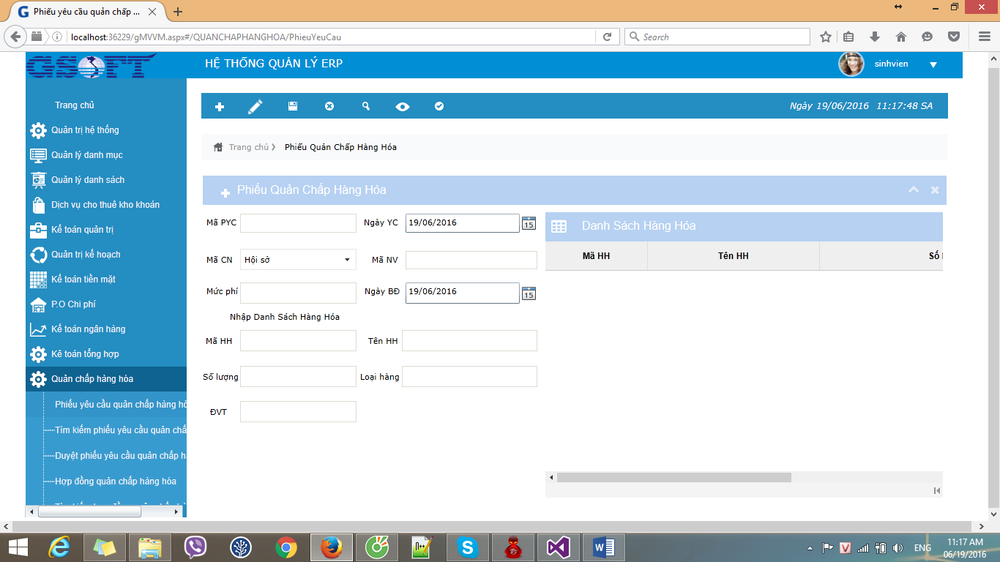 Phiếu yêu cầu quản chấp ...
localhost:36229/gMVVM.aspx#/QUANCHAPHANGHOA/PhieuYeuCau
Search
GSOFT
HỆ THỐNG QUẢN LÝ ERP
sinhvien
Trang chủ
Quản trị hệ thống
Quản lý danh mục
Quản lý danh sách
Dịch vụ cho thuê kho khoán
Kế toán quản trị
Quản trị kế hoạch
Kế toán tiền mặt
P.O Chi phí
Kế toán ngân hàng
Kê toán tổng hợp
Quản chấp hàng hóa
Phiếu yêu cầu quản chấp hàng hó
Tìm kiếm phiếu yêu cầu quản chấ
Duyệt phiếu yêu cầu quản chấp h
Hợp đồng quản chấp hàng hóa
Ngày 19/06/2016 11:17:48 SA
Trang chủ Phiếu Quản Chấp Hàng Hóa
Phiếu Quản Chấp Hàng Hóa
Mã PYC
Ngày YC 19/06/2016 15
Mã CN Hội sở
Mã NV
Mức phí
Ngày BĐ 19/06/2016 15
Nhập Danh Sách Hàng Hóa
Mã HH
Tên HH
Số lượng
Loại hàng
ĐVT
Danh Sách Hàng Hóa
Mã HH Tên HH Số
ENG
11:17 AM
06/19/2016